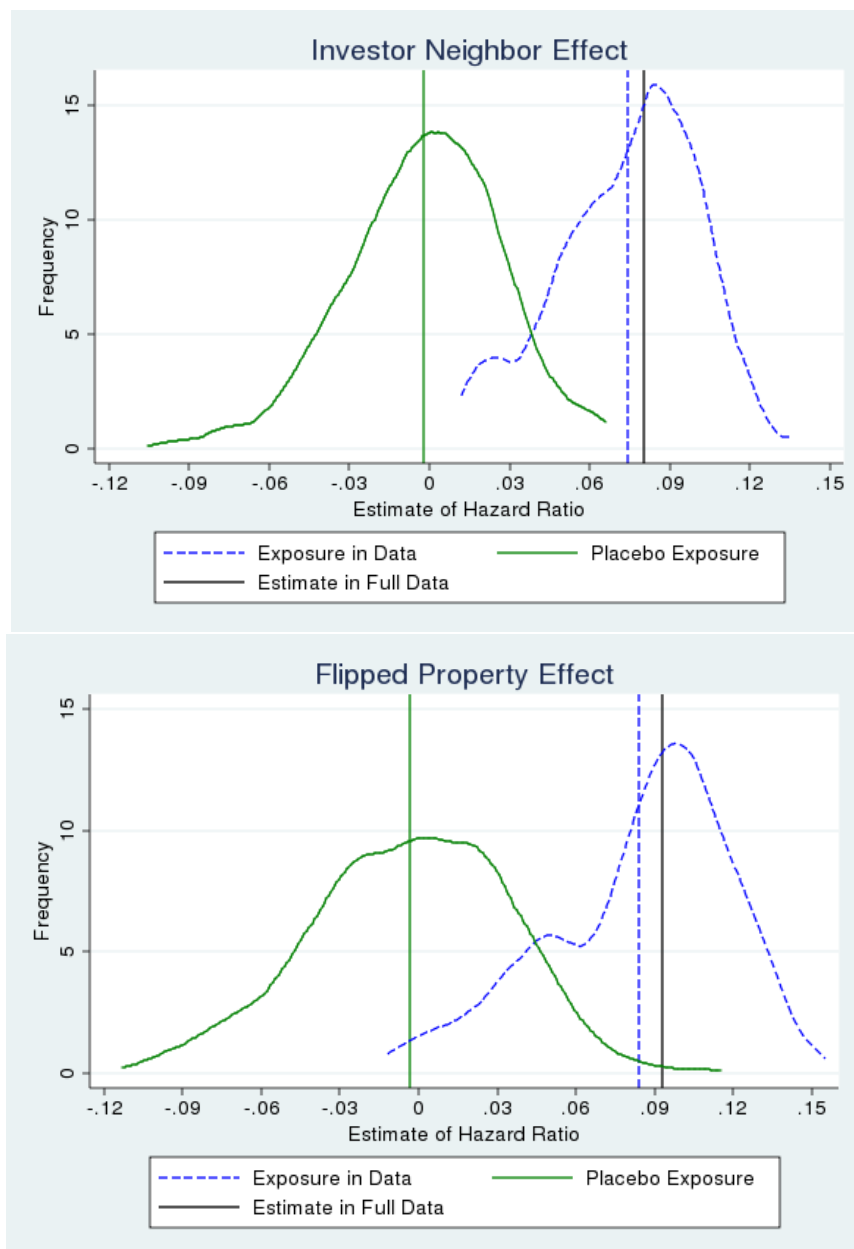 Investor Neighbor Effect
15
10
5
0
Frequency
-.12 -.09 -.06 -.03 0 .03 .06 .09 .12 .15
Estimate of Hazard Ratio
Exposure in Data Placebo Exposure
Estimate in Full Data
Flipped Property Effect
15
10
5
0
Frequency
-.12 -.09 -.06 -.03 0 .03 .06 .09 .12 .15
Estimate of Hazard Ratio
Exposure in Data Placebo Exposure
Estimate in Full Data